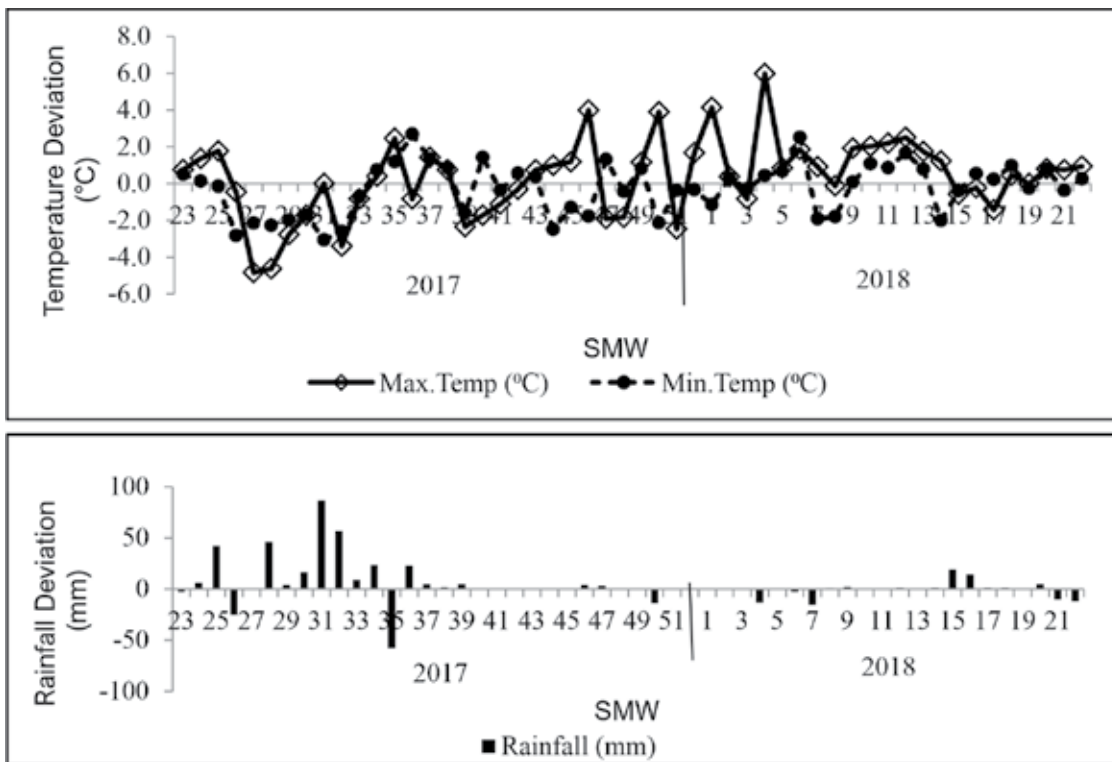 8.0
6.0
4.0
2.0
0.0
-2.0
-4.0
-6.0
Temperature Deviation
(°C)
23 25 27 29 33 35 37 41 43 49 1 3 5 7 9 11 13 15 17 19 21
2017
2018
SMW
Max.Temp (ºC) Min.Temp (ºC)
100
50
0
-50
-100
Rainfall Deviation
(mm)
23 25 27 29 31 33 35 37 39 41 43 45 47 49 51 1 3 5 7 9 11 13 15 17 19 21
2017
2018
SMW
Rainfall (mm)